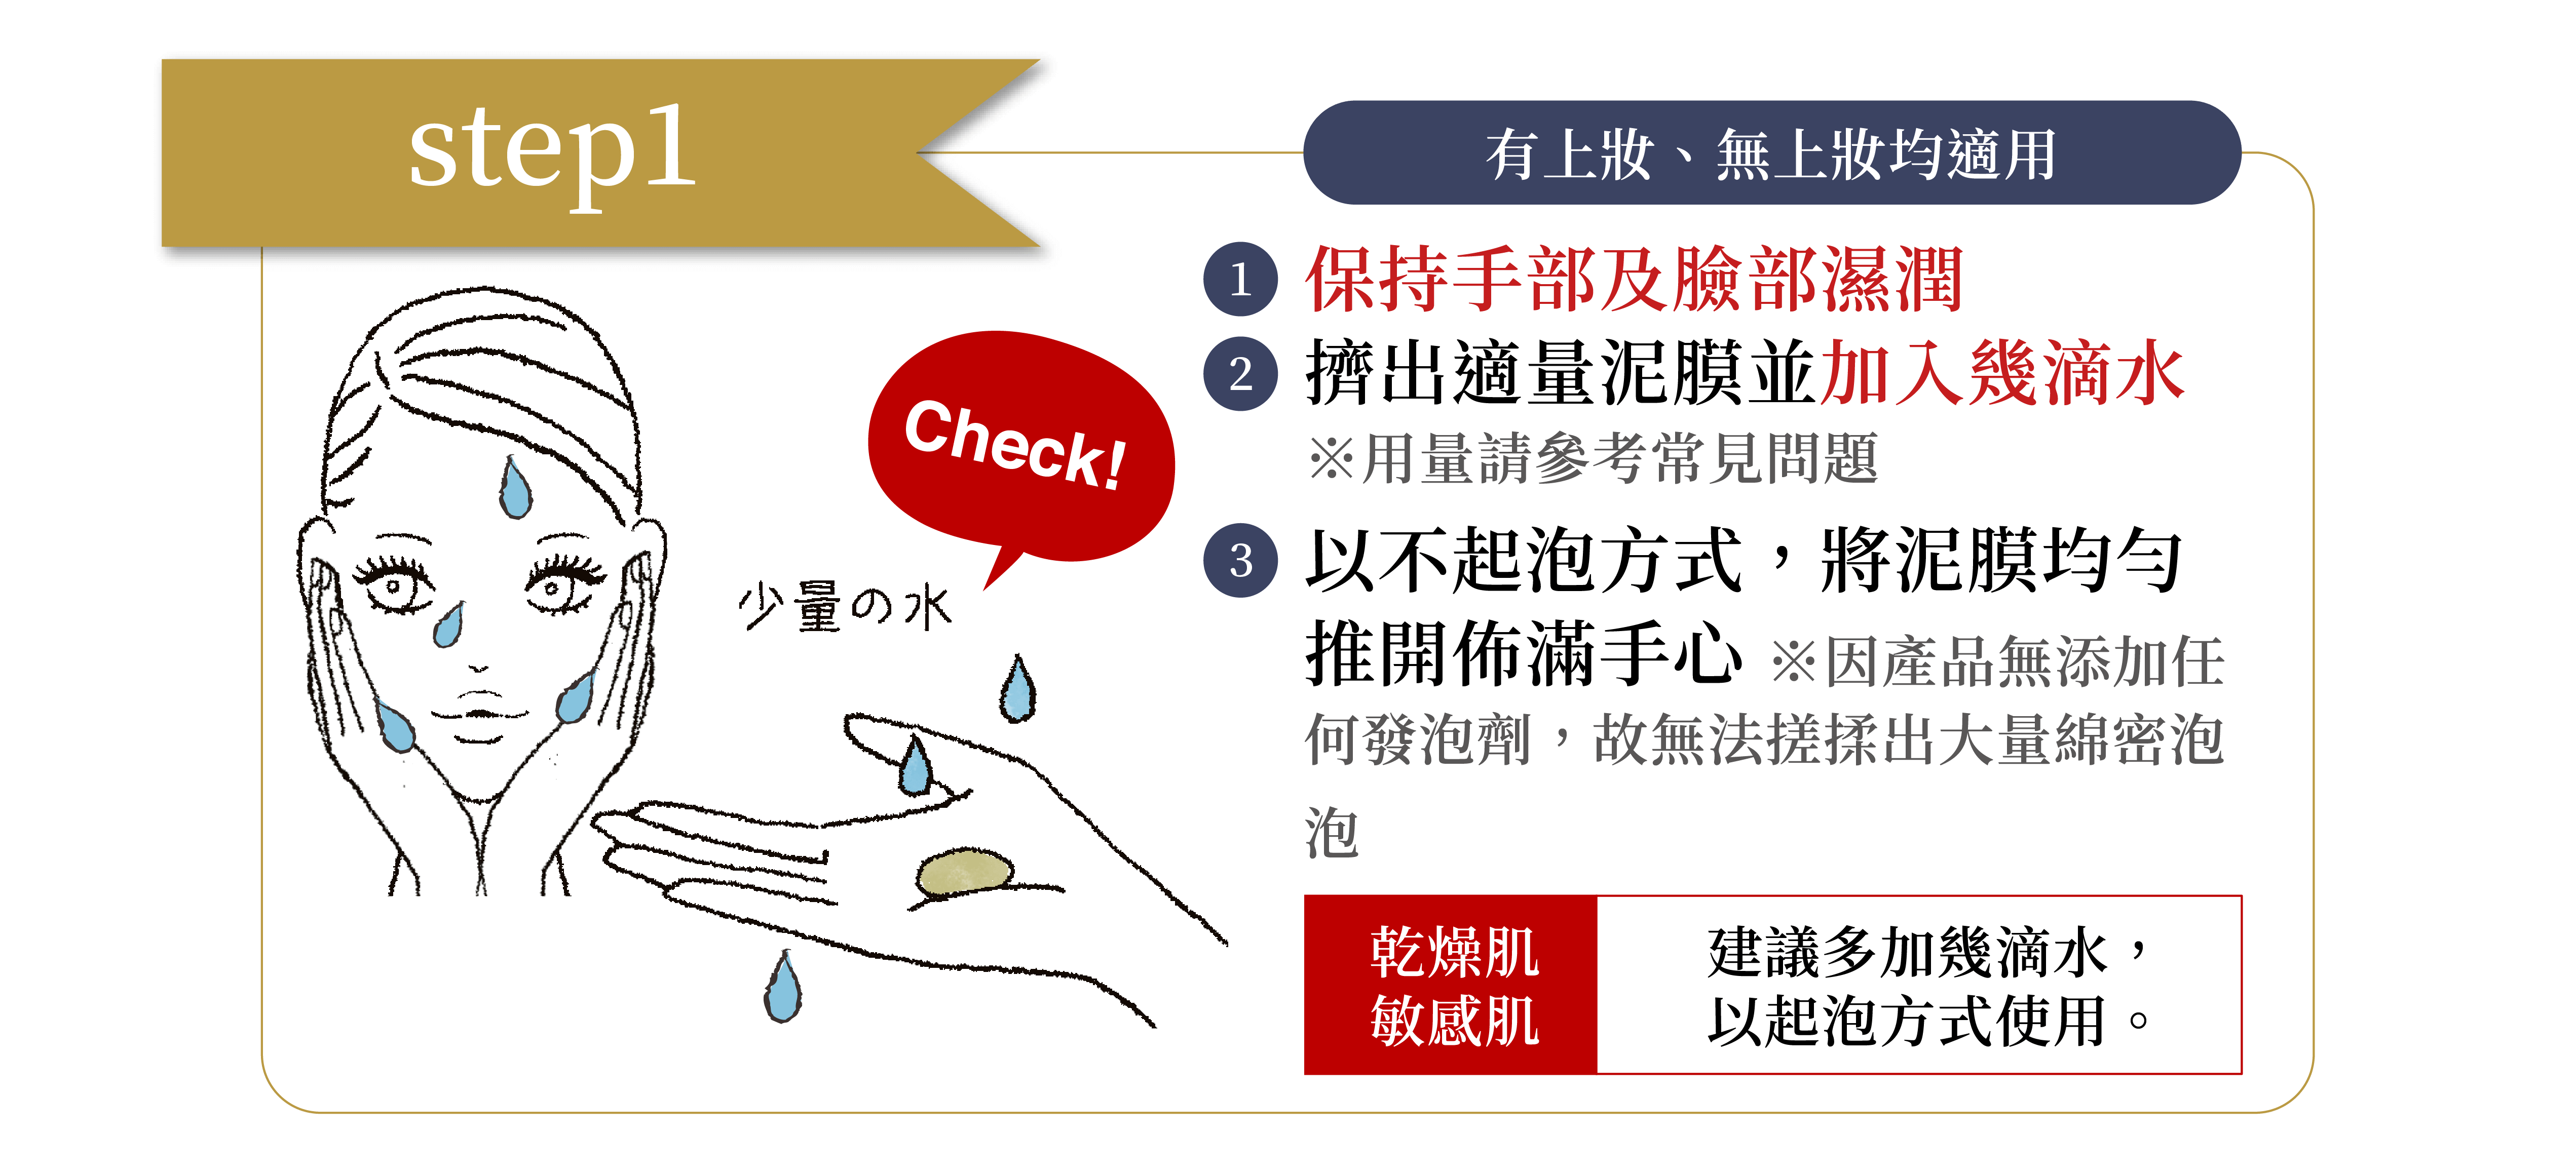 step1
有上妝、無上妝均適用
Check!
少量の水
1 保持手部及臉部濕潤
2 擠出適量泥膜並加入幾滴水
※用量請參考常見問題
3 以不起泡方式，將泥膜均勻
推開佈滿手心 ※因產品無添加任
何發泡劑，故無法搓揉出大量綿密泡
泡
乾燥肌
敏感肌
建議多加幾滴水，
以起泡方式使用。